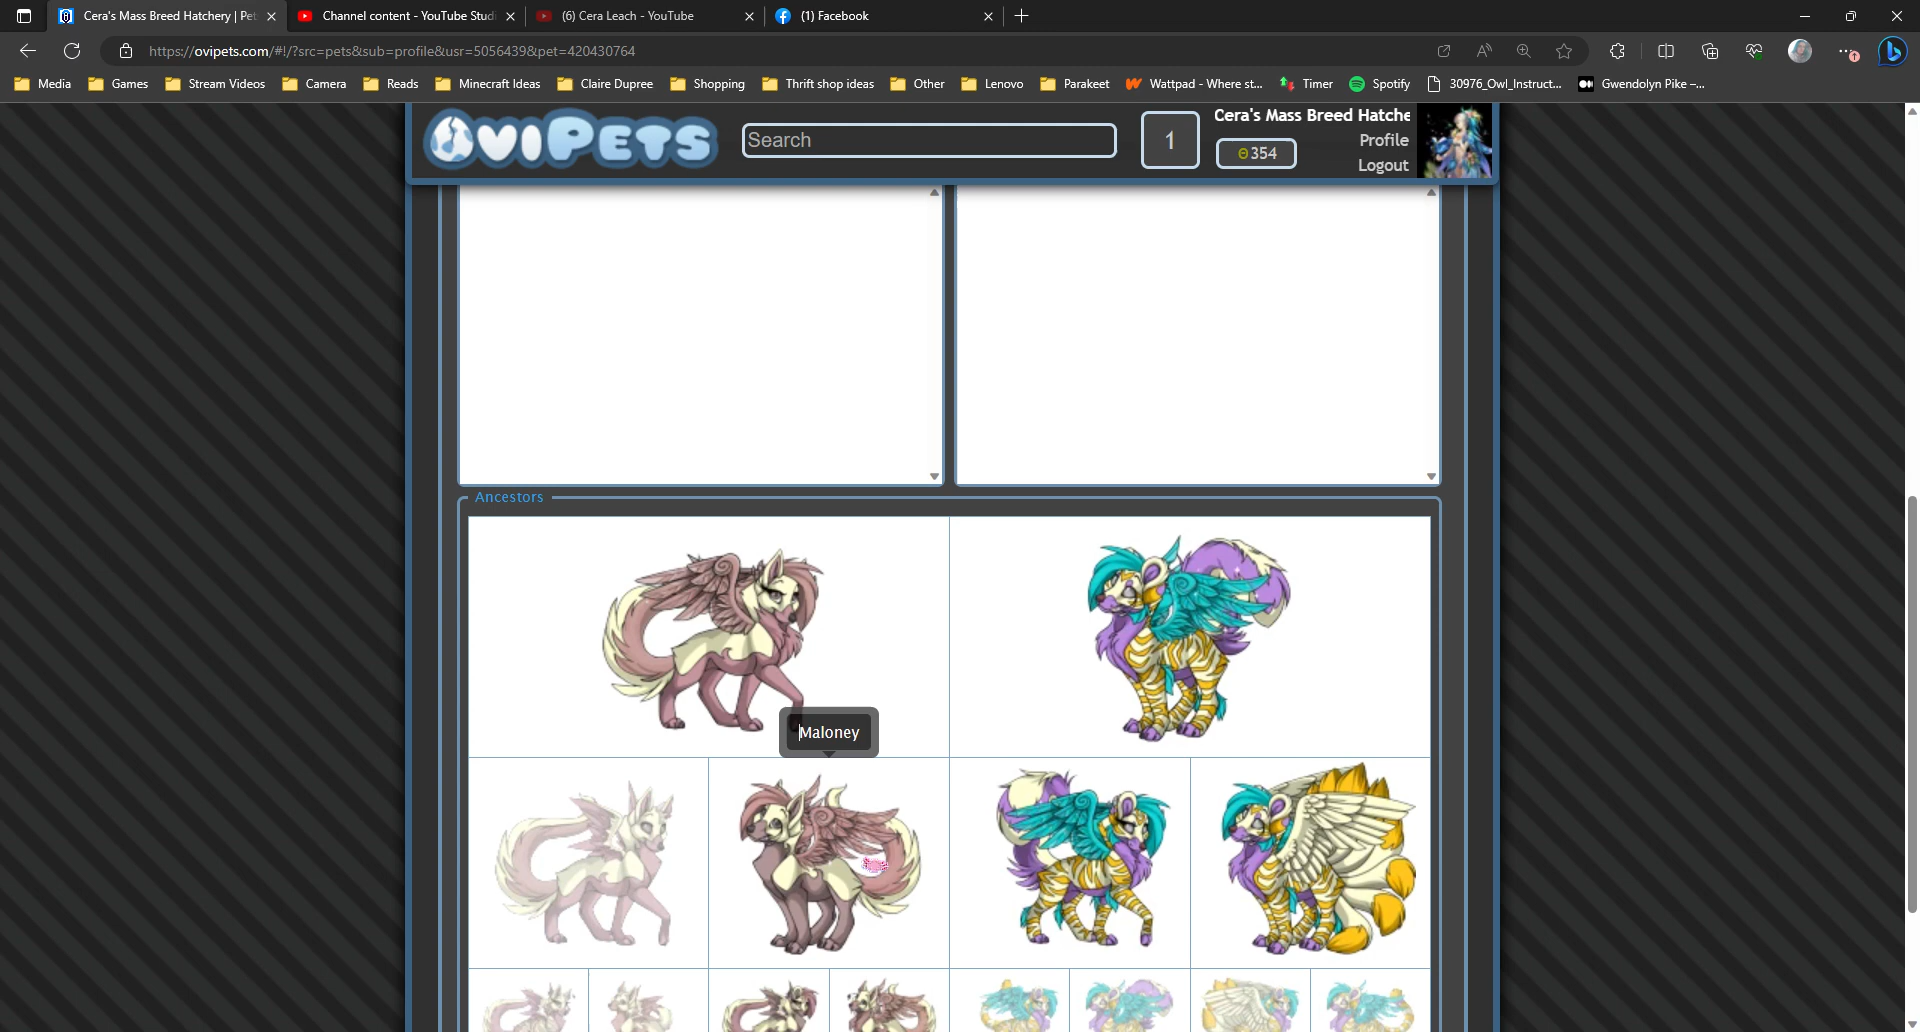 Cera's Mass Breed Hatchery | Pet
Channel content - YouTube Studi
(6) Cera Leach - YouTube
(1) Facebook
https://ovipets.com/#!/?src=pets&sub=profile&usr=5056439&pet=420430764
Media
Games
Stream Videos
Camera
Reads
Minecraft Ideas
Claire Dupree
Shopping
Thrift shop ideas
Other
Lenovo
Parakeet
Wattpad - Where st...
Timer
Spotify
30976_Owl_Instruct...
Gwendolyn Pike –...
OviPets
Search
1
Cera's Mass Breed Hatche
354
Profile
Logout
Ancestors
Maloney